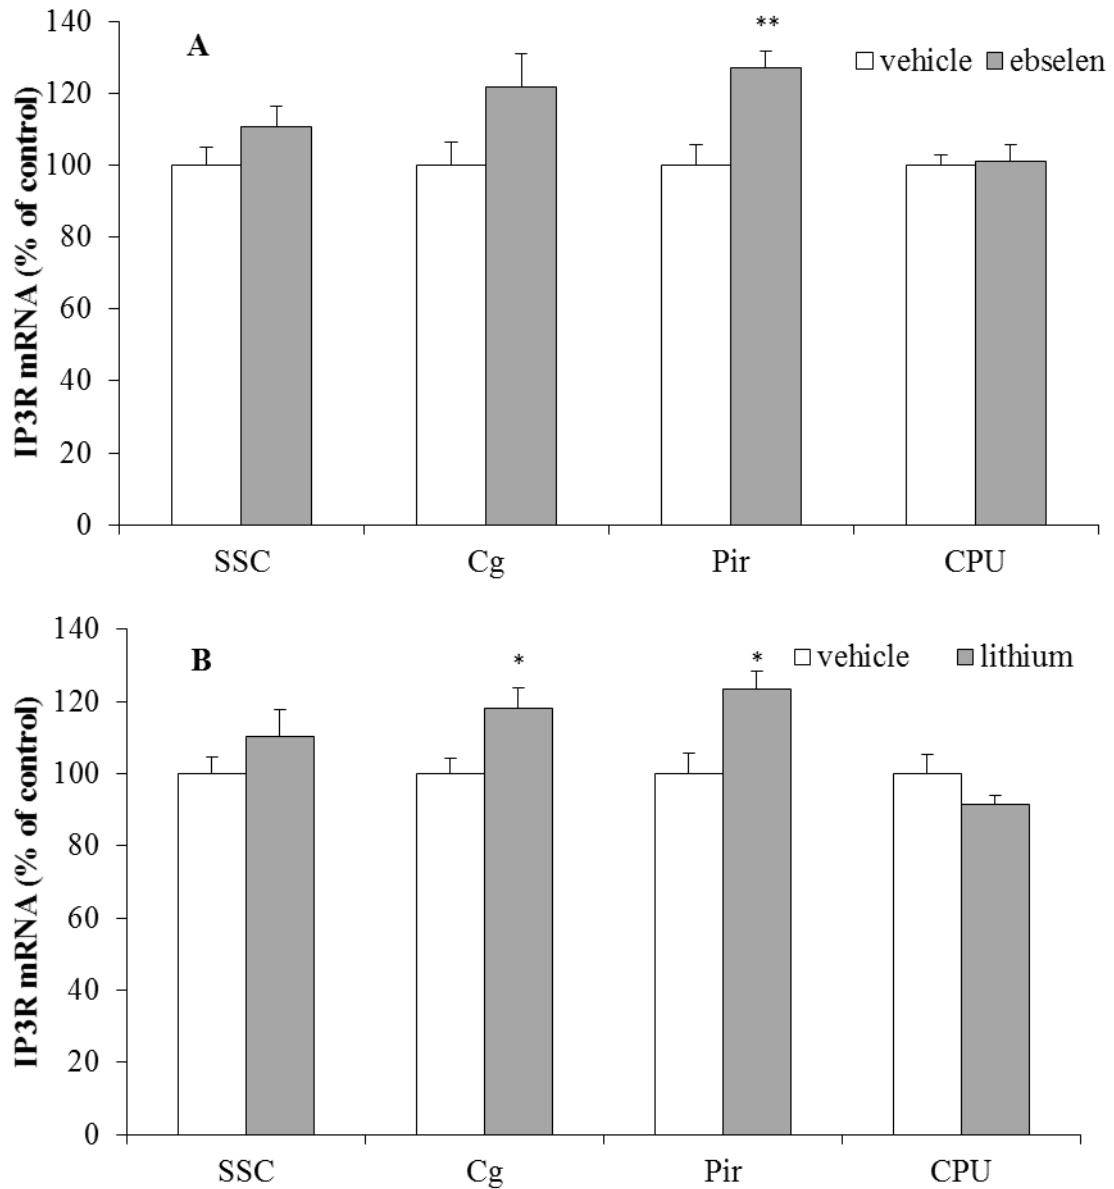 140
A
**
vehicle ebselen
120
100
80
60
40
20
0
IP3R mRNA (% of control)
SSC Cg Pir CPU
140
B
*
*
vehicle lithium
120
100
80
60
40
20
0
IP3R mRNA (% of control)
SSC Cg Pir CPU